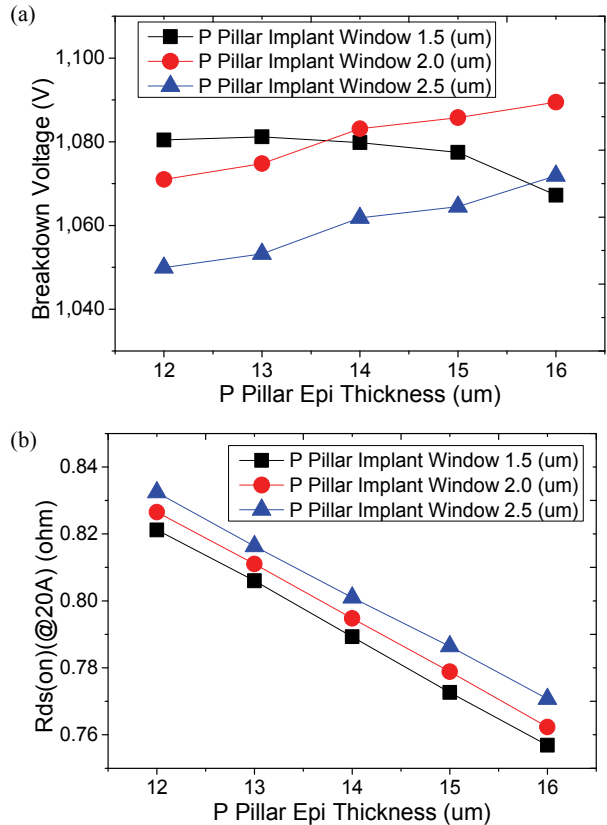 (a)
P Pillar Implant Window 1.5 (um)
P Pillar Implant Window 2.0 (um)
P Pillar Implant Window 2.5 (um)
Breakdown Voltage (V)
1,100
1,080
1,060
1,040
12 13 14 15 16
P Pillar Epi Thickness (um)
(b)
P Pillar Implant Window 1.5 (um)
P Pillar Implant Window 2.0 (um)
P Pillar Implant Window 2.5 (um)
Rds(on)(@20A) (ohm)
0.84
0.82
0.80
0.78
0.76
12 13 14 15 16
P Pillar Epi Thickness (um)